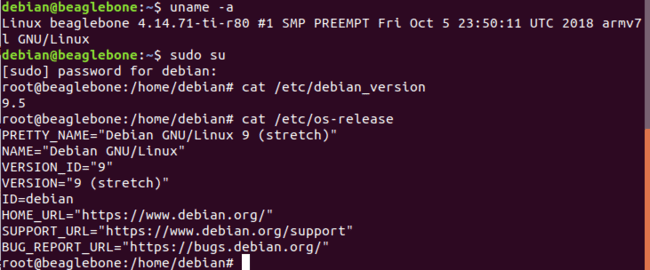 debian@beaglebone:~$ uname -a
Linux beaglebone 4.14.71-ti-r80 #1 SMP PREEMPT Fri Oct 5 23:50:11 UTC 2018 armv7
l GNU/Linux
debian@beaglebone:~$ sudo su
[sudo] password for debian:
root@beaglebone:/home/debian# cat /etc/debian_version
9.5
root@beaglebone:/home/debian# cat /etc/os-release
PRETTY_NAME="Debian GNU/Linux 9 (stretch)"
NAME="Debian GNU/Linux"
VERSION_ID="9"
VERSION="9 (stretch)"
ID=debian
HOME_URL="https://www.debian.org/"
SUPPORT_URL="https://www.debian.org/support"
BUG_REPORT_URL="https://bugs.debian.org/"
root@beaglebone:/home/debian#